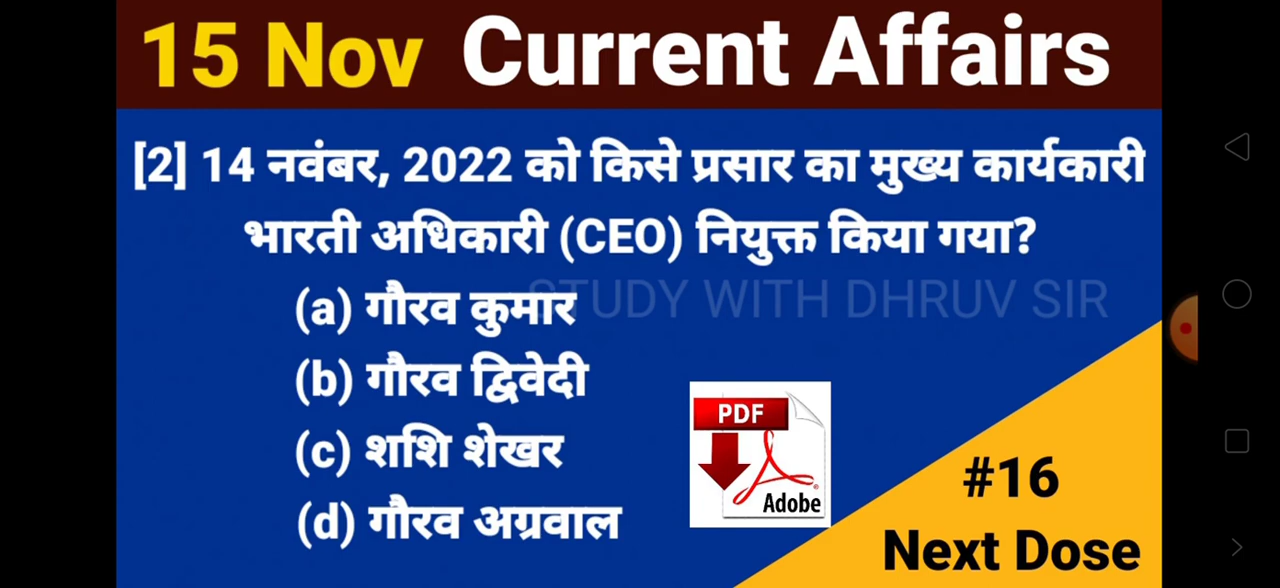 15 Nov Current Affairs
[2] 14 नवंबर, 2022 को किसे प्रसार का मुख्य कार्यकारी
भारती अधिकारी (CEO) नियुक्त किया गया?
STUDY WITH DHRUV SIR
(a) गौरव कुमार
(b) गौरव द्विवेदी
(c) शशि शेखर
(d) गौरव अग्रवाल
PDF
Adobe
#16
Next Dose